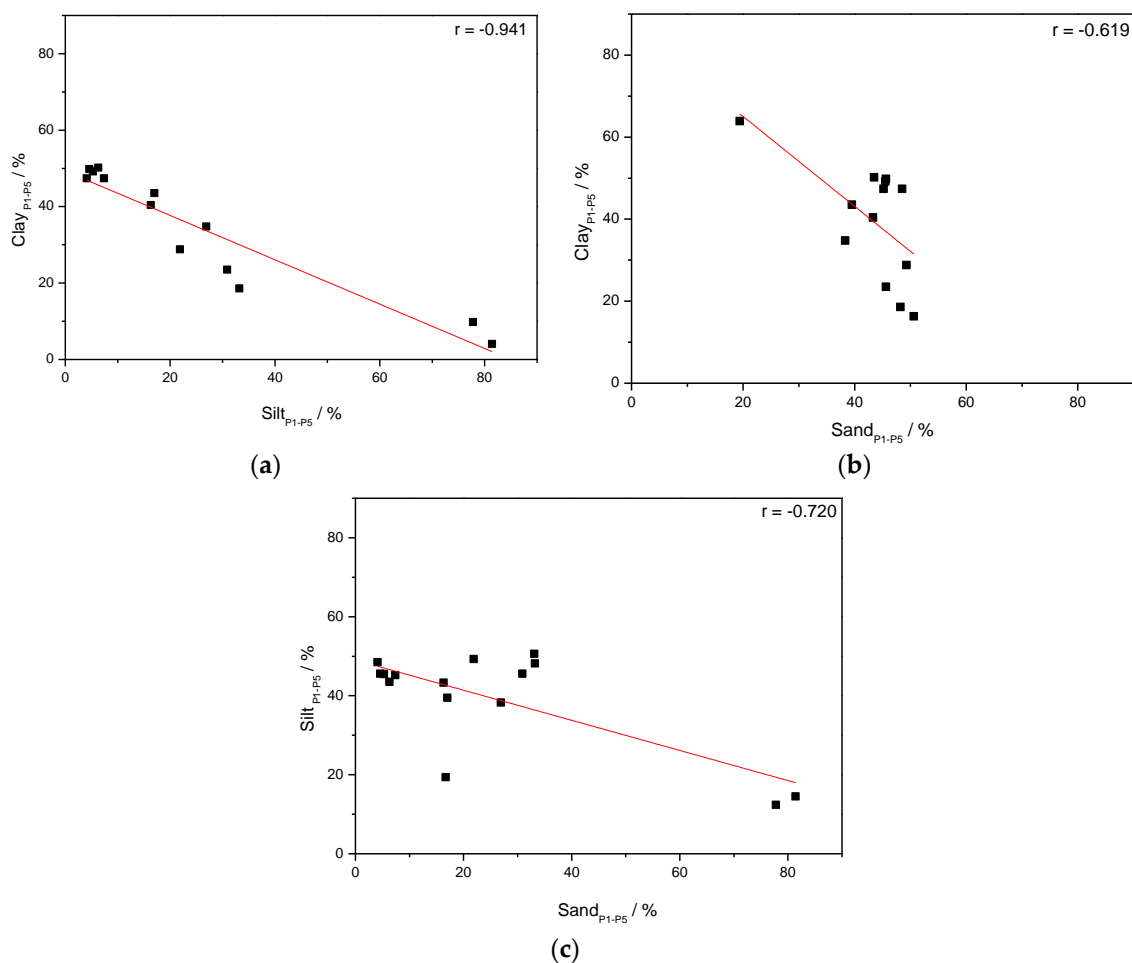 r = -0.941
80
60
40
20
0
Clay P1-P5 / %
0 20 40 60 80
Silt P1-P5 / %
(a)
r = -0.619
80
60
40
20
0
Clay P1-P5 / %
0 20 40 60 80
Sand P1-P5 / %
(b)
r = -0.720
80
60
40
20
0
Silt P1-P5 / %
0 20 40 60 80
Sand P1-P5 / %
(c)